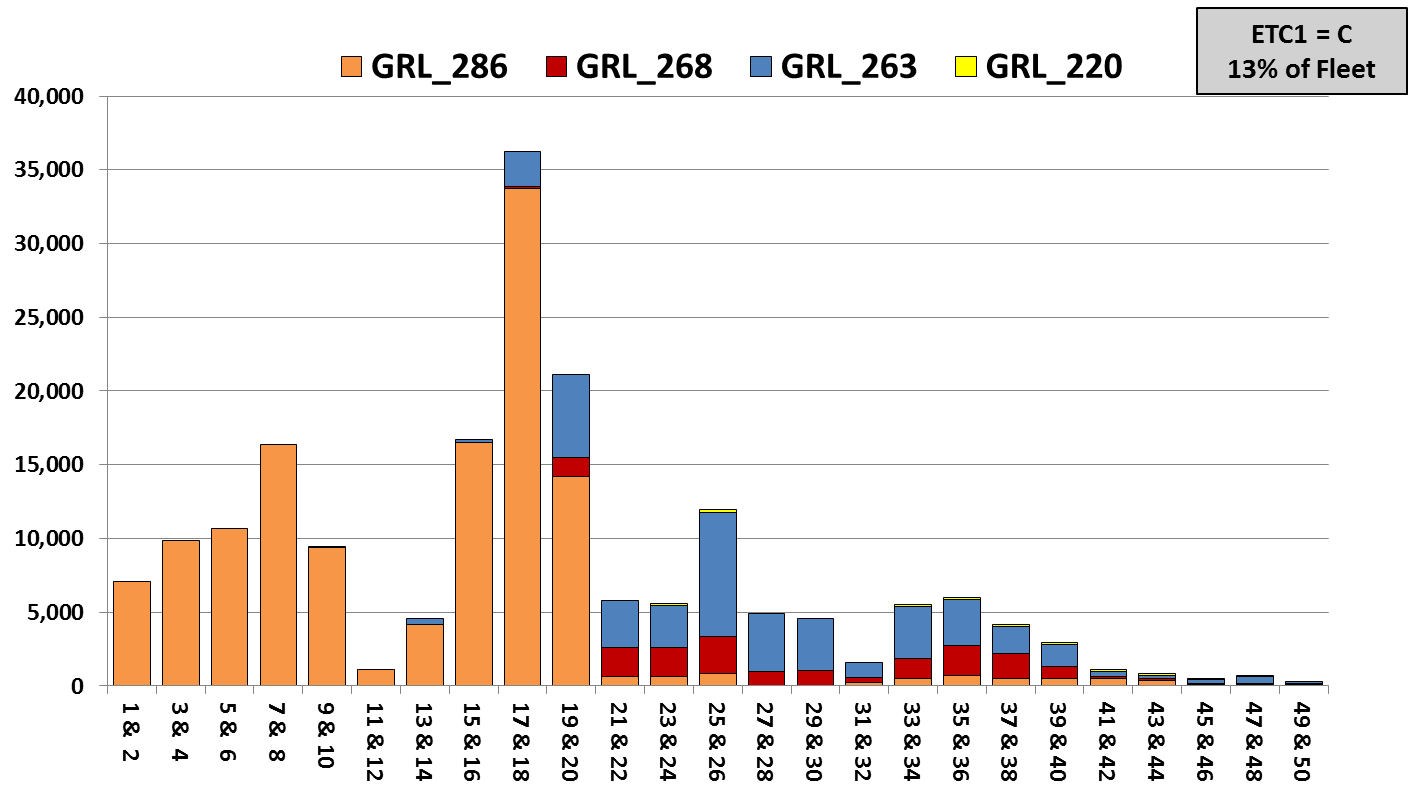 ETC1 = C
13% of Fleet
GRL_286 GRL_268 GRL_263 GRL_220
40,000
35,000
30,000
25,000
20,000
15,000
10,000
5,000
0
1 & 2
3 & 4
5 & 6
7 & 8
9 & 10
11 & 12
13 & 14
15 & 16
17 & 18
19 & 20
21 & 22
23 & 24
25 & 26
27 & 28
29 & 30
31 & 32
33 & 34
35 & 36
37 & 38
39 & 40
41 & 42
43 & 44
45 & 46
47 & 48
49 & 50